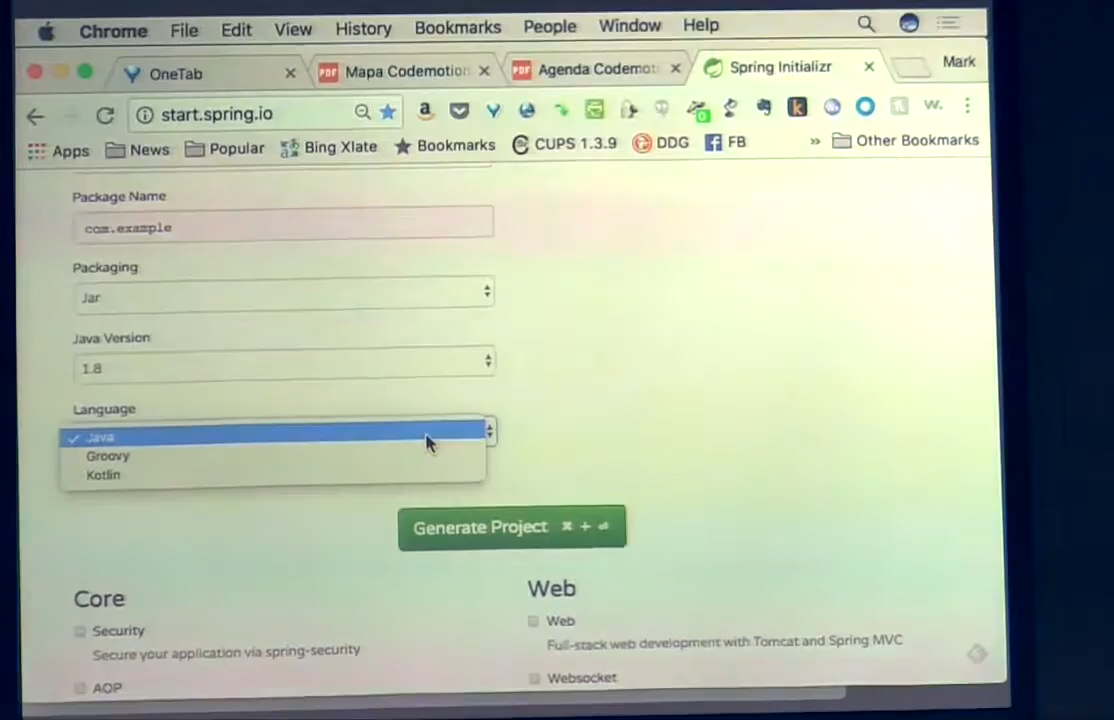 Chrome File Edit View History Bookmarks People Window Help
OneTab
PDF Mapa Codemotion
PDF Agenda Codemot
Spring Initializr
Mark
start.spring.io
Apps News Popular Bing Xlate Bookmarks CUPS 1.3.9 DDG FB » Other Bookmarks
Package Name
com.example
Packaging
Jar
Java Version
1.8
Language
Java
Groovy
Kotlin
Generate Project ⌘ + ⏎
Core
Security
Secure your application via spring-security
AOP
Web
Web
Full-stack web development with Tomcat and Spring MVC
Websocket